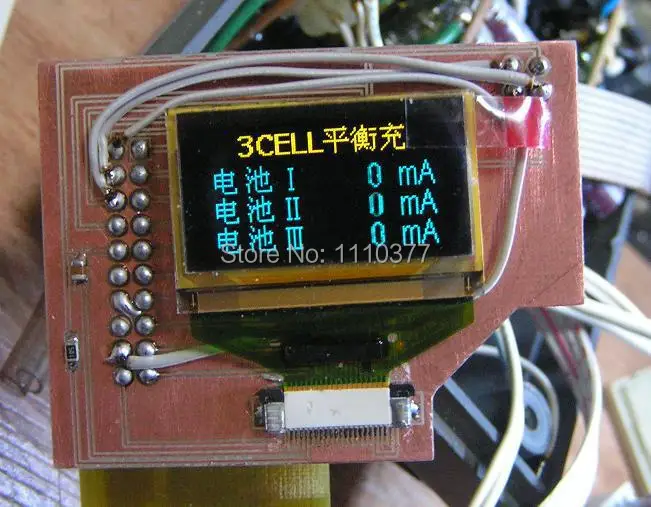 3CELL平衡充
电池 Ⅰ 0 mA
电池 Ⅱ 0 mA
电池 Ⅲ 0 mA
Store No: 1110377